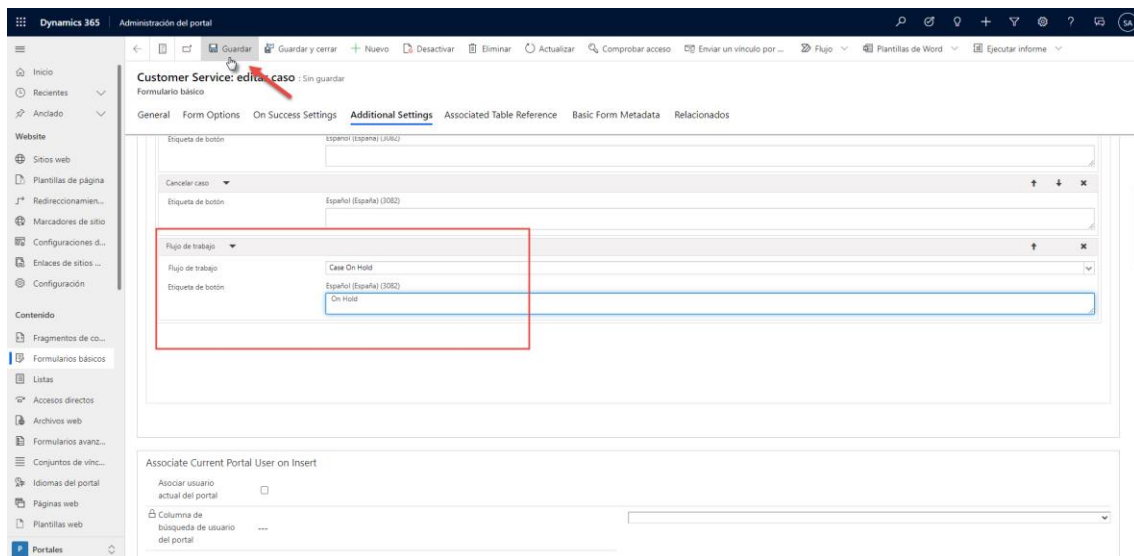 Dynamics 365
Administración del portal
SA
Guardar
Guardar y cerrar
Nuevo
Desactivar
Eliminar
Actualizar
Comprobar acceso
Enviar un vínculo por ...
Flujo
Plantillas de Word
Ejecutar informe
Inicio
Recientes
Anclado
Website
Sitios web
Plantillas de página
Redireccionamien...
Marcadores de sitio
Configuraciones d...
Enlaces de sitios ...
Configuración
Contenido
Fragmentos de co...
Formularios básicos
Listas
Accesos directos
Archivos web
Formularios avanz...
Conjuntos de vínc...
Idiomas del portal
Páginas web
Plantillas web
P Portales
Customer Service: editar caso : Sin guardar
Formulario básico
General Form Options On Success Settings Additional Settings Associated Table Reference Basic Form Metadata Relacionados
Etiqueta de botón
Español (España) (3082)
Cancelar caso
Etiqueta de botón
Español (España) (3082)
Flujo de trabajo
Flujo de trabajo
Case On Hold
Etiqueta de botón
Español (España) (3082)
On Hold
Associate Current Portal User on Insert
Asociar usuario
actual del portal
Columna de
búsqueda de usuario
del portal
---